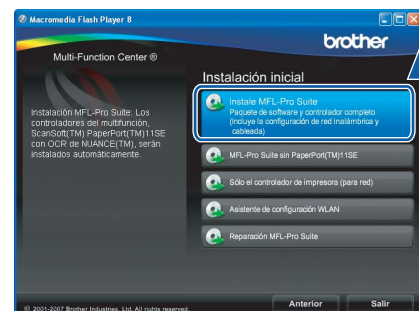 Macromedia Flash Player 8
brother
Multi-Function Center ®
Instalación inicial
Instalación MFL-Pro Suite: Los
controladores del multifunción,
ScanSoft(TM) PaperPort(TM)11SE
con OCR de NUANCE(TM), serán
instalados automáticamente.
Instale MFL-Pro Suite
Paquete de software y controlador completo
(incluye la configuración de red inalámbrica y
cableada)
MFL-Pro Suite sin PaperPort(TM)11SE
Sólo el controlador de impresora (para red)
Asistente de configuración WLAN
Reparación MFL-Pro Suite
© 2001-2007 Brother Industries, Ltd. All rights reserved.
Anterior
Salir